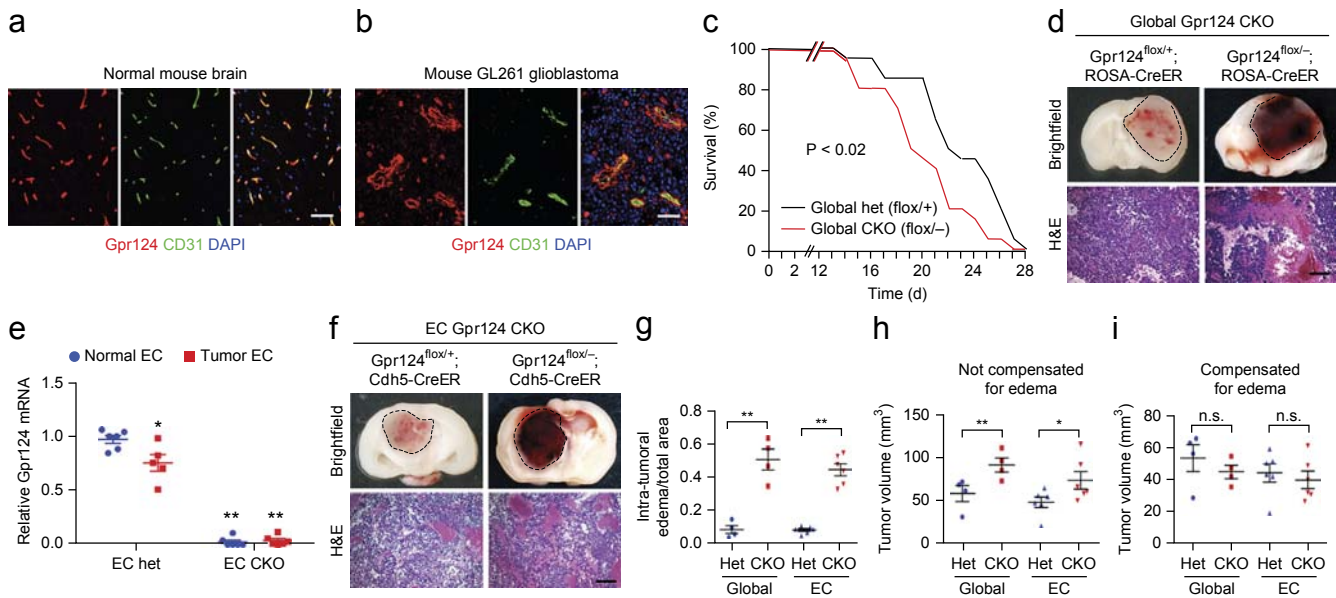 a
Normal mouse brain
Gpr124 CD31 DAPI
b
Mouse GL261 glioblastoma
Gpr124 CD31 DAPI
c
Survival (%)
100
80
60
40
20
0
P < 0.02
Global het (flox/+)
Global CKO (flox/–)
0 2 12 16 20 24 28
Time (d)
d
Global Gpr124 CKO
Gpr124flox/+; Gpr124flox/–;
ROSA-CreER ROSA-CreER
Brightfield
H&E
e
Normal EC Tumor EC
Relative Gpr124 mRNA
1.5
1.0
0.5
0.0
*
** **
EC het EC CKO
f
EC Gpr124 CKO
Gpr124flox/+; Gpr124flox/–;
Cdh5-CreER Cdh5-CreER
Brightfield
H&E
g
Intra-tumoral
edema/total area
0.8
0.6
0.4
0.2
0.0
** **
Het CKO Het CKO
Global EC
h
Not compensated
for edema
Tumor volume (mm3)
150
100
50
0
** *
Het CKO Het CKO
Global EC
i
Compensated
for edema
Tumor volume (mm3)
80
60
40
20
0
n.s. n.s.
Het CKO Het CKO
Global EC